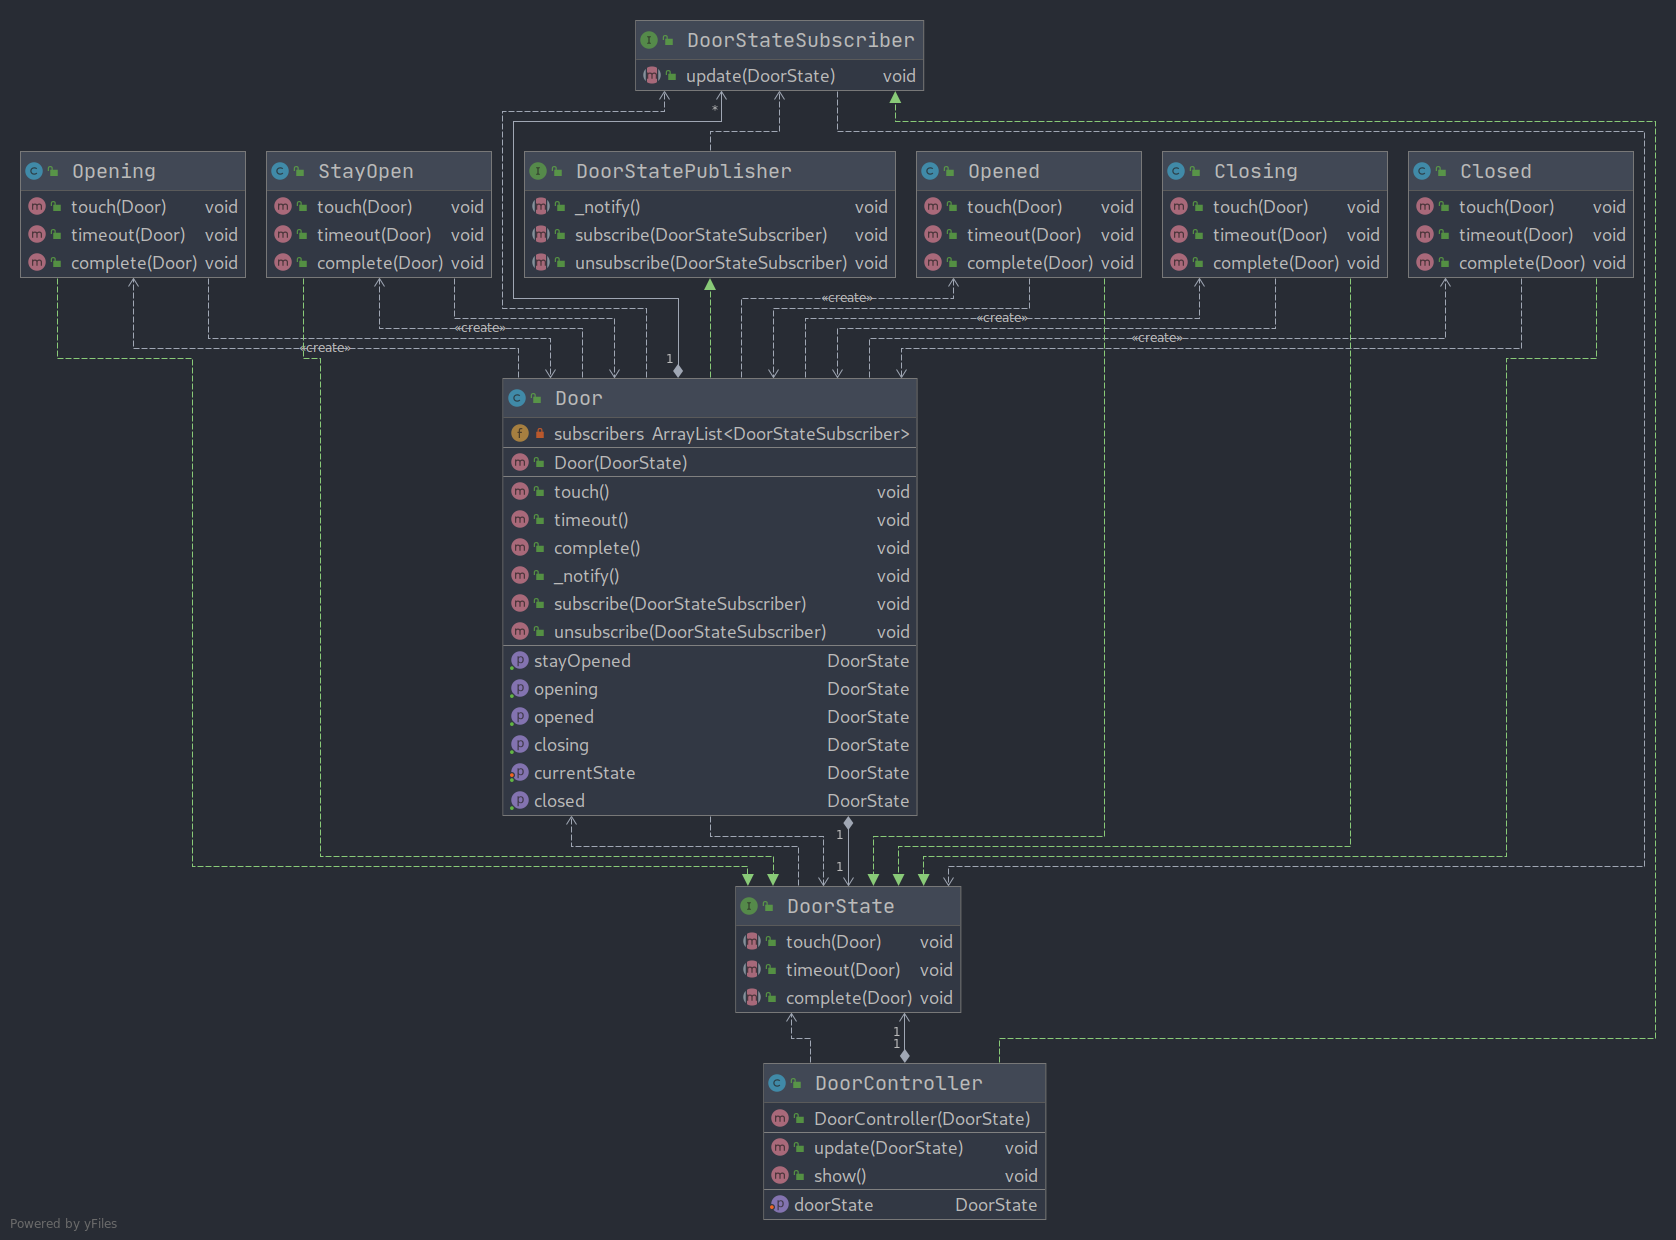 DoorStateSubscriber
update(DoorState) void
*
Opening
touch(Door) void
timeout(Door) void
complete(Door) void
StayOpen
touch(Door) void
timeout(Door) void
complete(Door) void
DoorStatePublisher
_notify() void
subscribe(DoorStateSubscriber) void
unsubscribe(DoorStateSubscriber) void
Opened
touch(Door) void
timeout(Door) void
complete(Door) void
Closing
touch(Door) void
timeout(Door) void
complete(Door) void
Closed
touch(Door) void
timeout(Door) void
complete(Door) void
«create»
«create»
«create»
«create»
«create»
1
Door
subscribers ArrayList<DoorStateSubscriber>
Door(DoorState)
touch() void
timeout() void
complete() void
_notify() void
subscribe(DoorStateSubscriber) void
unsubscribe(DoorStateSubscriber) void
stayOpened DoorState
opening DoorState
opened DoorState
closing DoorState
currentState DoorState
closed DoorState
1
1
DoorState
touch(Door) void
timeout(Door) void
complete(Door) void
1
1
DoorController
DoorController(DoorState)
update(DoorState) void
show() void
doorState DoorState
Powered by yFiles